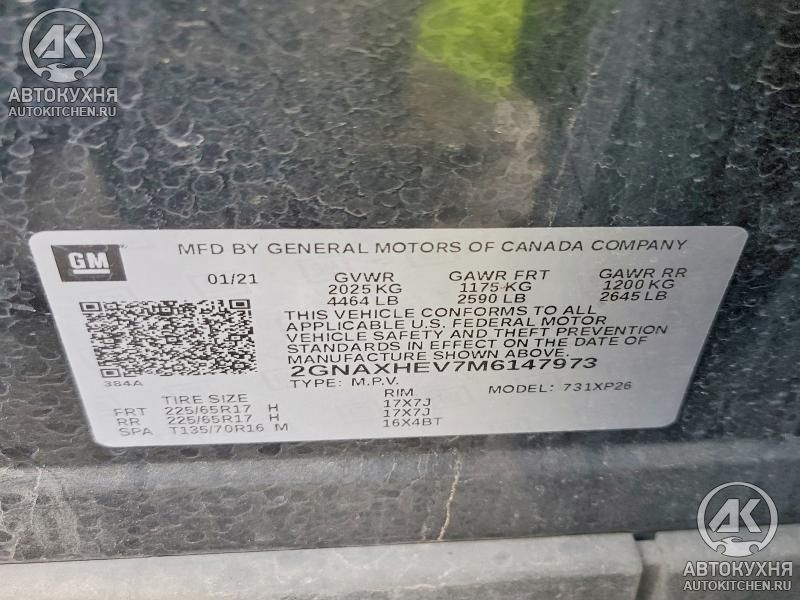 AK
АВТОКУХНЯ
AUTOKITCHEN.RU
GM
MFD BY GENERAL MOTORS OF CANADA COMPANY
01/21 GVWR GAWR FRT GAWR RR
2025 KG 1175 KG 1200 KG
4464 LB 2590 LB 2645 LB
THIS VEHICLE CONFORMS TO ALL
APPLICABLE U.S. FEDERAL MOTOR
VEHICLE SAFETY AND THEFT PREVENTION
STANDARDS IN EFFECT ON THE DATE OF
MANUFACTURE SHOWN ABOVE.
2GNAXHEV7M6147973
384A
TYPE: M.P.V. MODEL: 731XP26
TIRE SIZE RIM
FRT 225/65R17 H 17X7J
RR 225/65R17 H 17X7J
SPA T135/70R16 M 16X4BT
AK
АВТОКУХНЯ
AUTOKITCHEN.RU